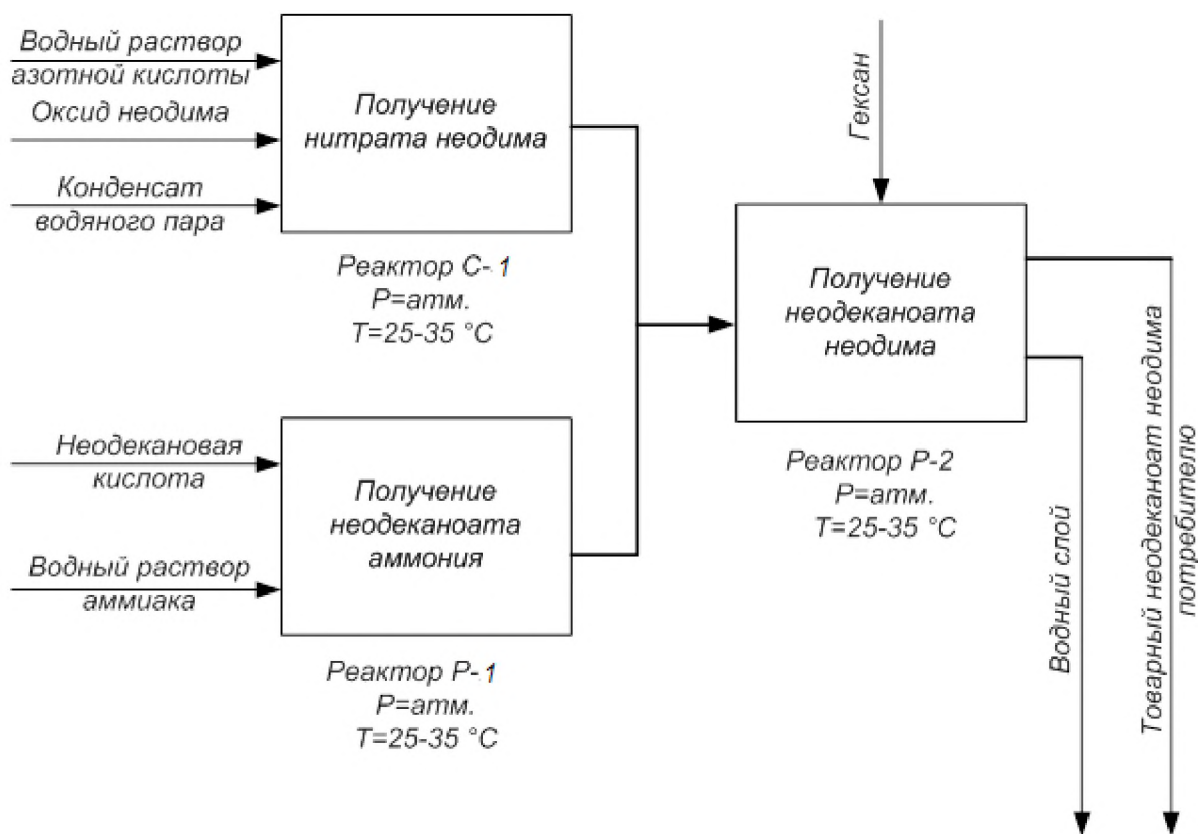 Водный раствор
азотной кислоты
Оксид неодима
Конденсат
водяного пара
Получение
нитрата неодима
Реактор С-1
Р=атм.
Т=25-35 °С
Неодекановая
кислота
Водный раствор
аммиака
Получение
неодеканоата
аммония
Реактор Р-1
Р=атм.
Т=25-35 °С
Гексан
Получение
неодеканоата
неодима
Реактор Р-2
Р=атм.
Т=25-35 °С
Водный слой
Товарный неодеканоат неодима
потребителю